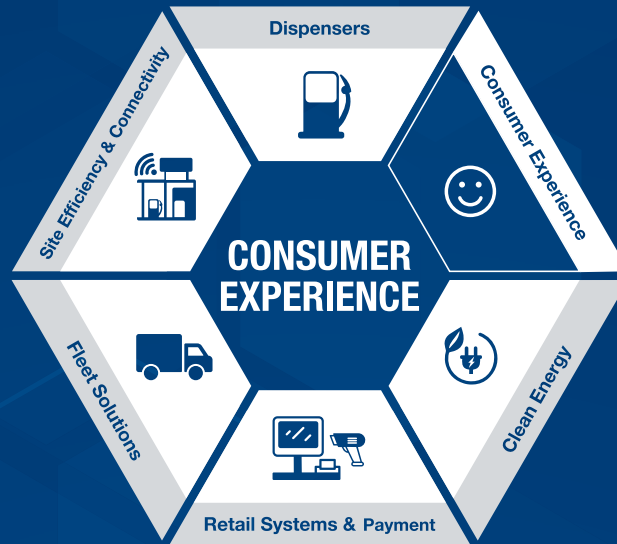 Dispensers
Site Efficiency & Connectivity
Consumer Experience
CONSUMER
EXPERIENCE
Fleet Solutions
Clean Energy
Retail Systems & Payment